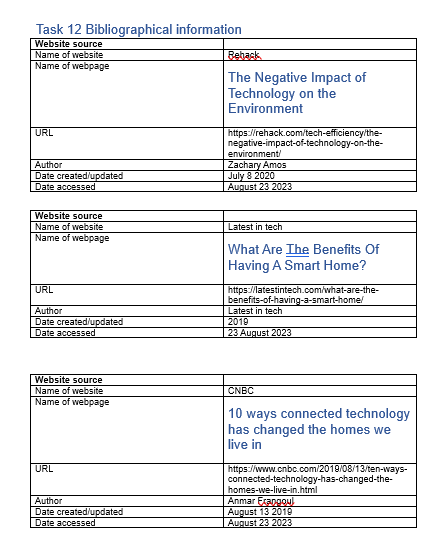 Task 12 Bibliographical information
Website source
Name of website Rehack
Name of webpage
The Negative Impact of
Technology on the
Environment
URL https://rehack.com/tech-efficiency/the-
negative-impact-of-technology-on-the-
environment/
Author Zachary Amos
Date created/updated July 8 2020
Date accessed August 23 2023
Website source
Name of website Latest in tech
Name of webpage
What Are The Benefits Of
Having A Smart Home?
URL https://latestintech.com/what-are-the-
benefits-of-having-a-smart-home/
Author Latest in tech
Date created/updated 2019
Date accessed 23 August 2023
Website source
Name of website CNBC
Name of webpage
10 ways connected technology
has changed the homes we
live in
URL https://www.cnbc.com/2019/08/13/ten-ways-
connected-technology-has-changed-the-
homes-we-live-in.html
Author Anmar Frangoul
Date created/updated August 13 2019
Date accessed August 23 2023